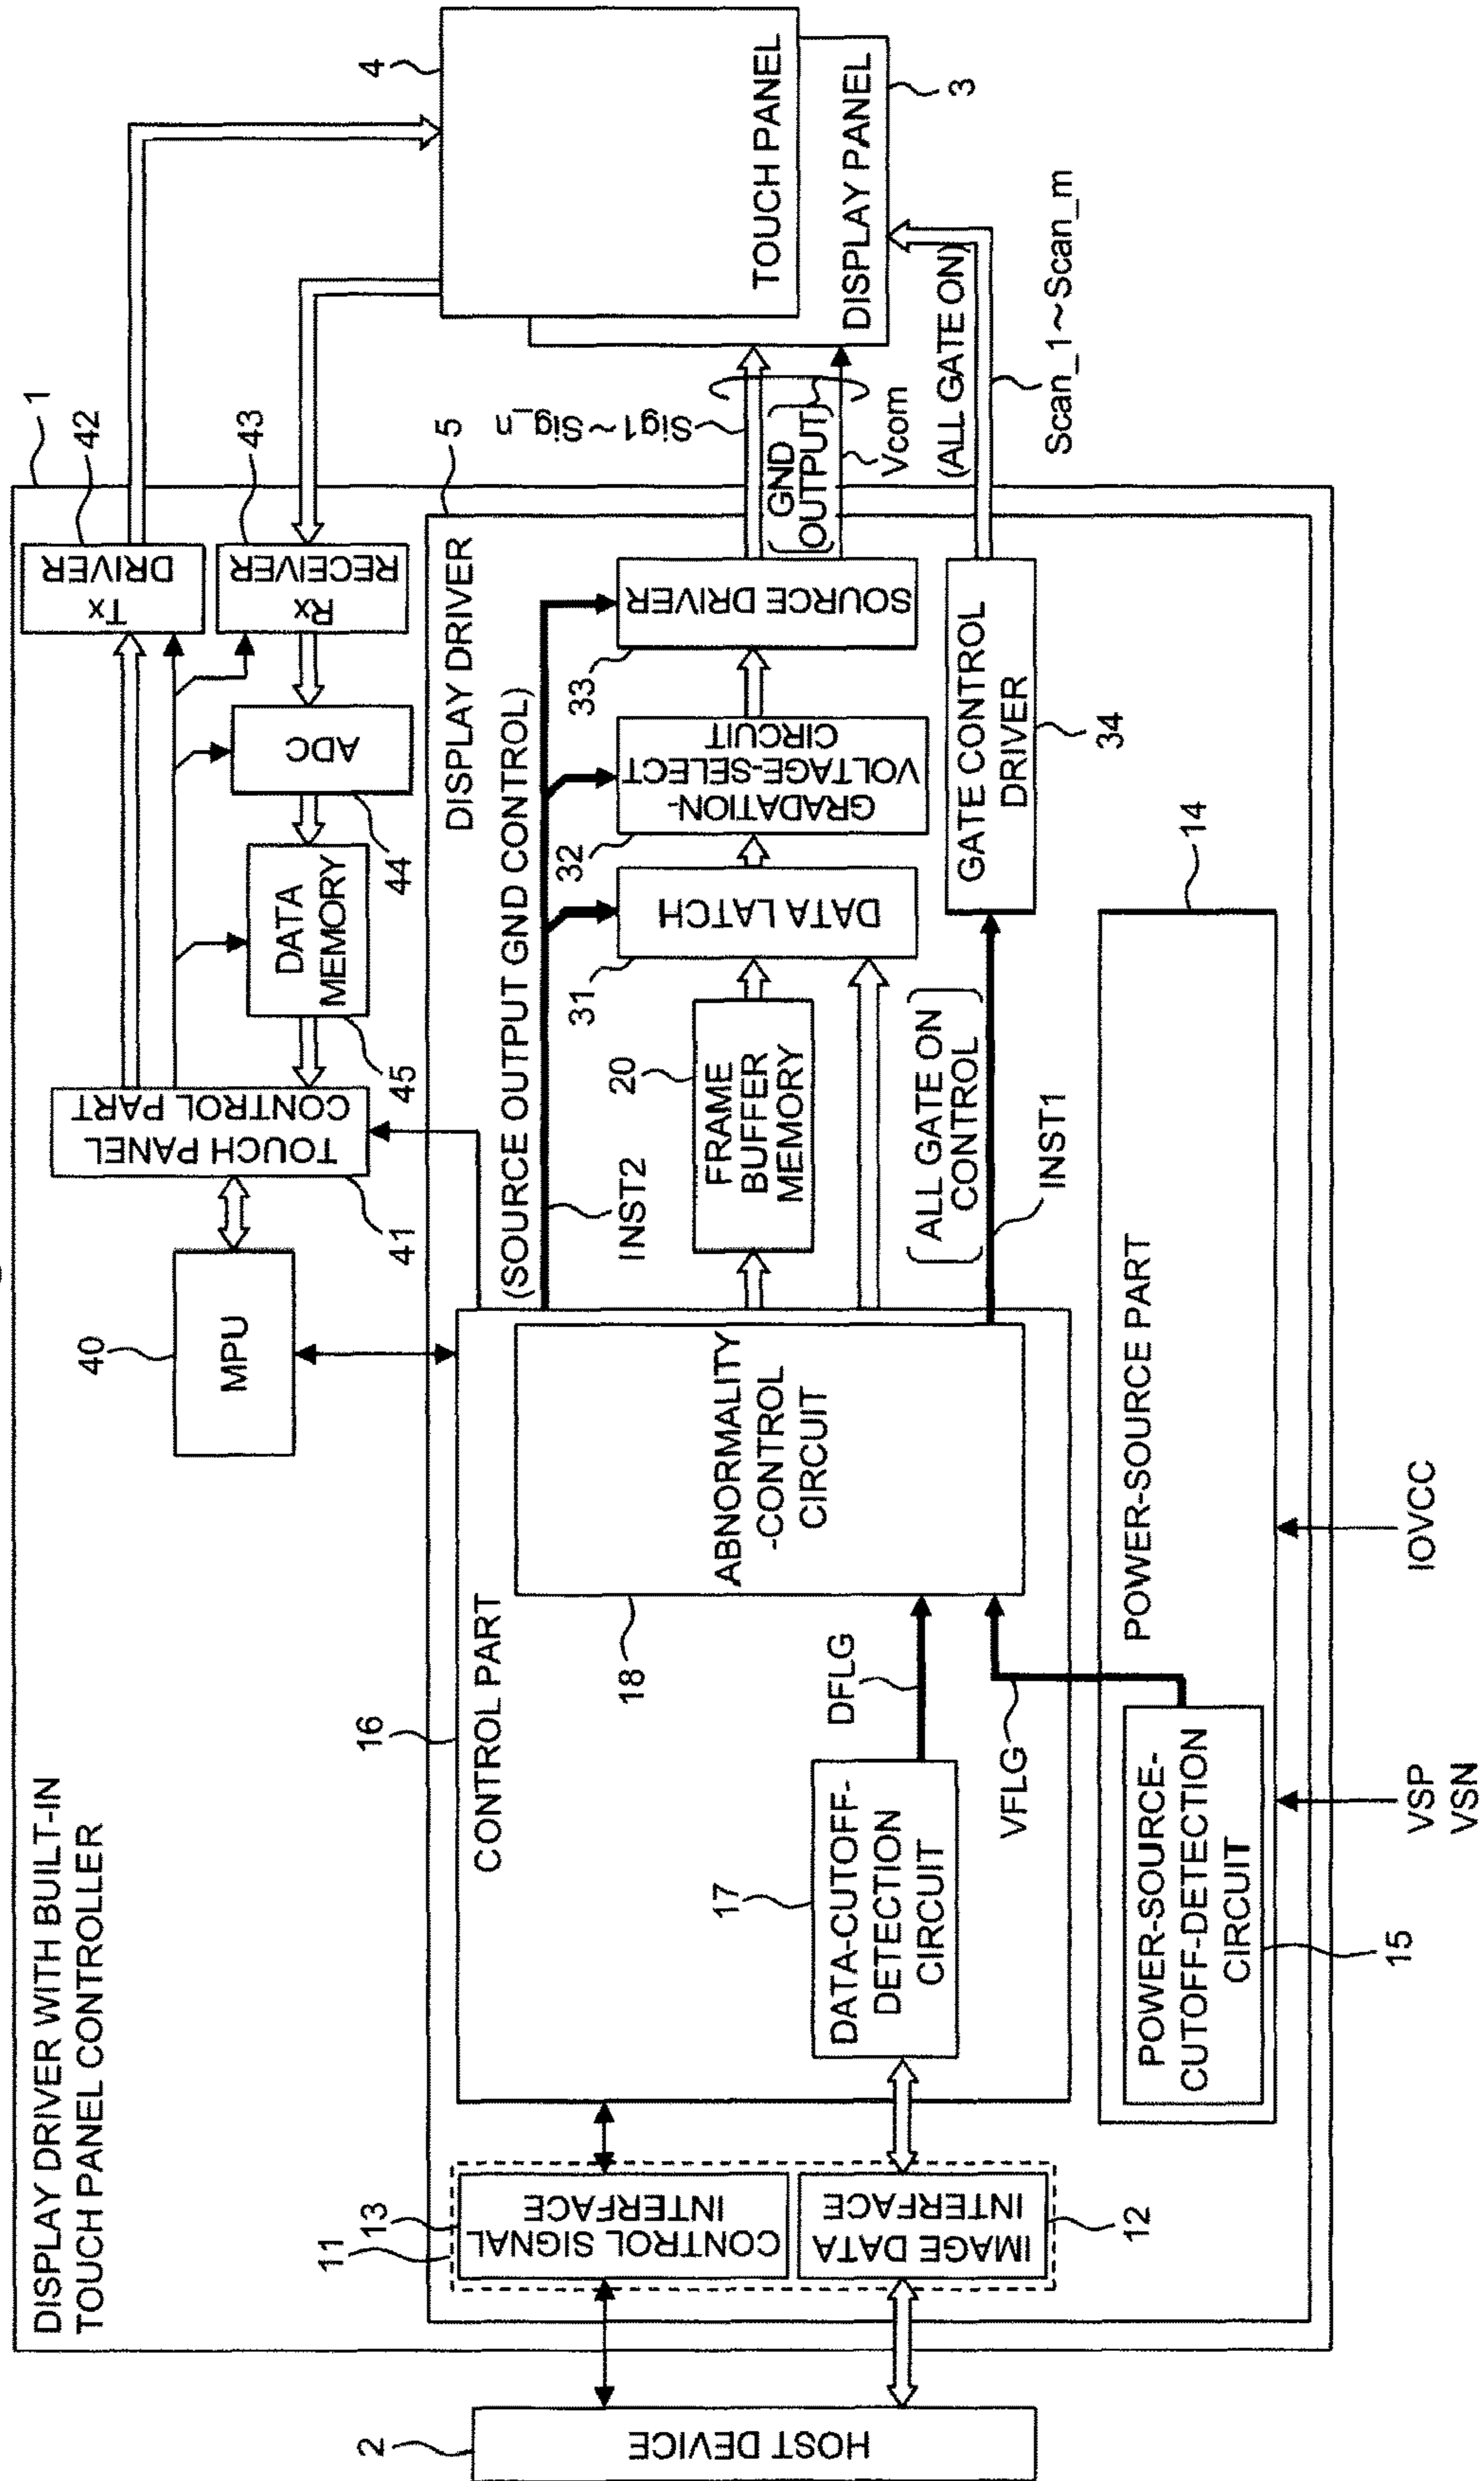 DISPLAY DRIVER WITH BUILT-IN
TOUCH PANEL CONTROLLER
1
2
HOST DEVICE
11
13
CONTROL SIGNAL
INTERFACE
IMAGE DATA
INTERFACE
12
16
CONTROL PART
17
DATA-CUTOFF-
DETECTION
CIRCUIT
DFLG
VFLG
18
ABNORMALITY
-CONTROL
CIRCUIT
POWER-SOURCE-
CUTOFF-DETECTION
CIRCUIT
15
POWER-SOURCE PART
14
VSP
VSN
IOVCC
40
MPU
41
TOUCH PANEL
CONTROL PART
45
DATA
MEMORY
44
ADC
42
Tx
DRIVER
43
Rx
RECEIVER
5
DISPLAY DRIVER
(SOURCE OUTPUT GND CONTROL)
INST2
20
FRAME
BUFFER
MEMORY
31
DATA LATCH
32
GRADATION-
VOLTAGE-SELECT
CIRCUIT
33
SOURCE DRIVER
(ALL GATE ON
CONTROL)
INST1
GATE CONTROL
DRIVER
34
Sig1~Sig_n
(GND
OUTPUT)
Vcom
(ALL GATE ON)
Scan_1~Scan_m
4
TOUCH PANEL
DISPLAY PANEL
3